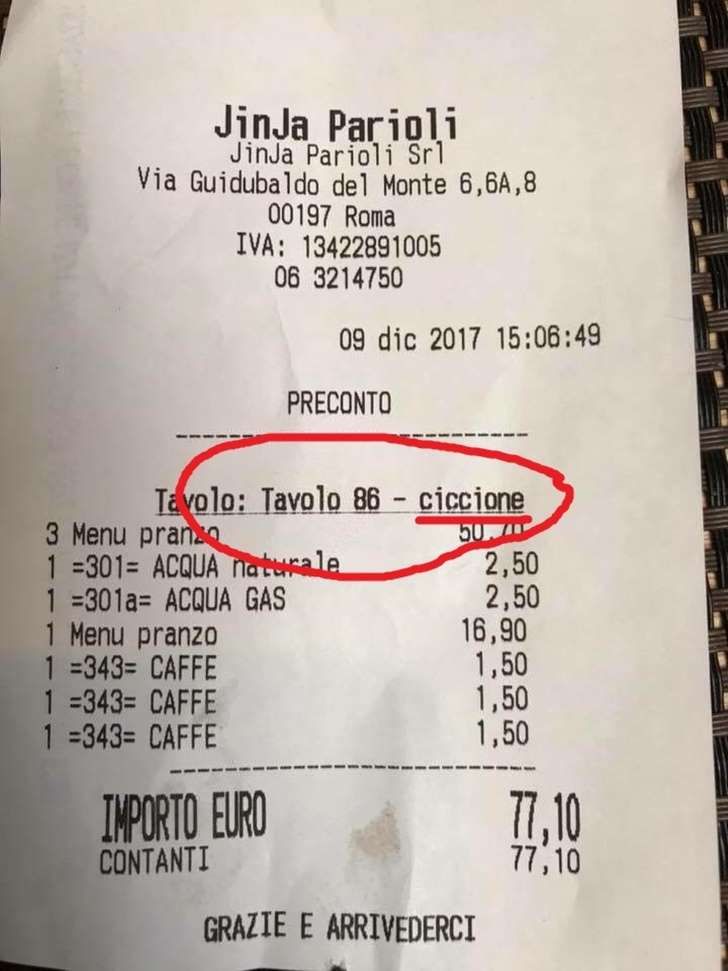 JinJa Parioli
JinJa Parioli Srl
Via Guidubaldo del Monte 6,6A,8
00197 Roma
IVA: 13422891005
06 3214750
09 dic 2017 15:06:49
PRECONTO
Tavolo: Tavolo 86 - ciccione
3 Menu pranzo 50,70
1 =301= ACQUA naturale 2,50
1 =301a= ACQUA GAS 2,50
1 Menu pranzo 16,90
1 =343= CAFFE 1,50
1 =343= CAFFE 1,50
1 =343= CAFFE 1,50
IMPORTO EURO 77,10
CONTANTI 77,10
GRAZIE E ARRIVEDERCI